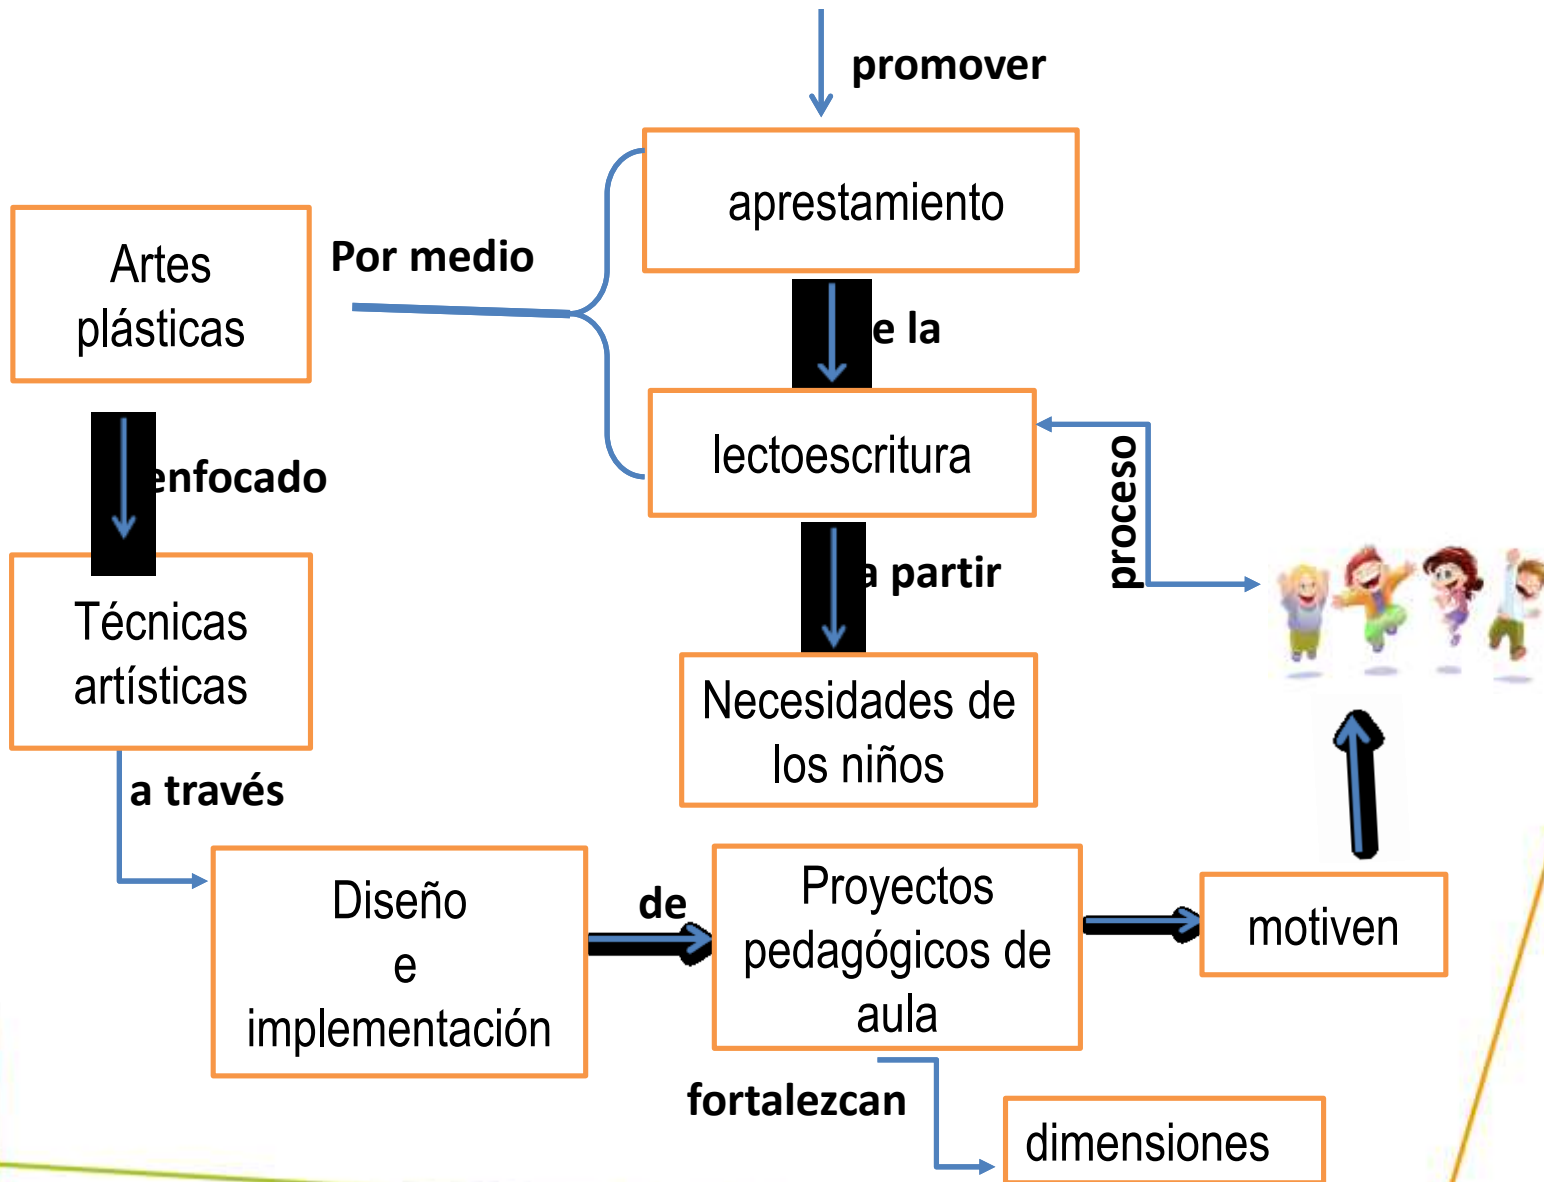 promover
aprestamiento
Artes
plásticas
Por medio
e la
lectoescritura
proceso
enfocado
a partir
Técnicas
artísticas
Necesidades de
los niños
a través
Diseño
e
implementación
de
Proyectos
pedagógicos de
aula
motiven
fortalezcan
dimensiones